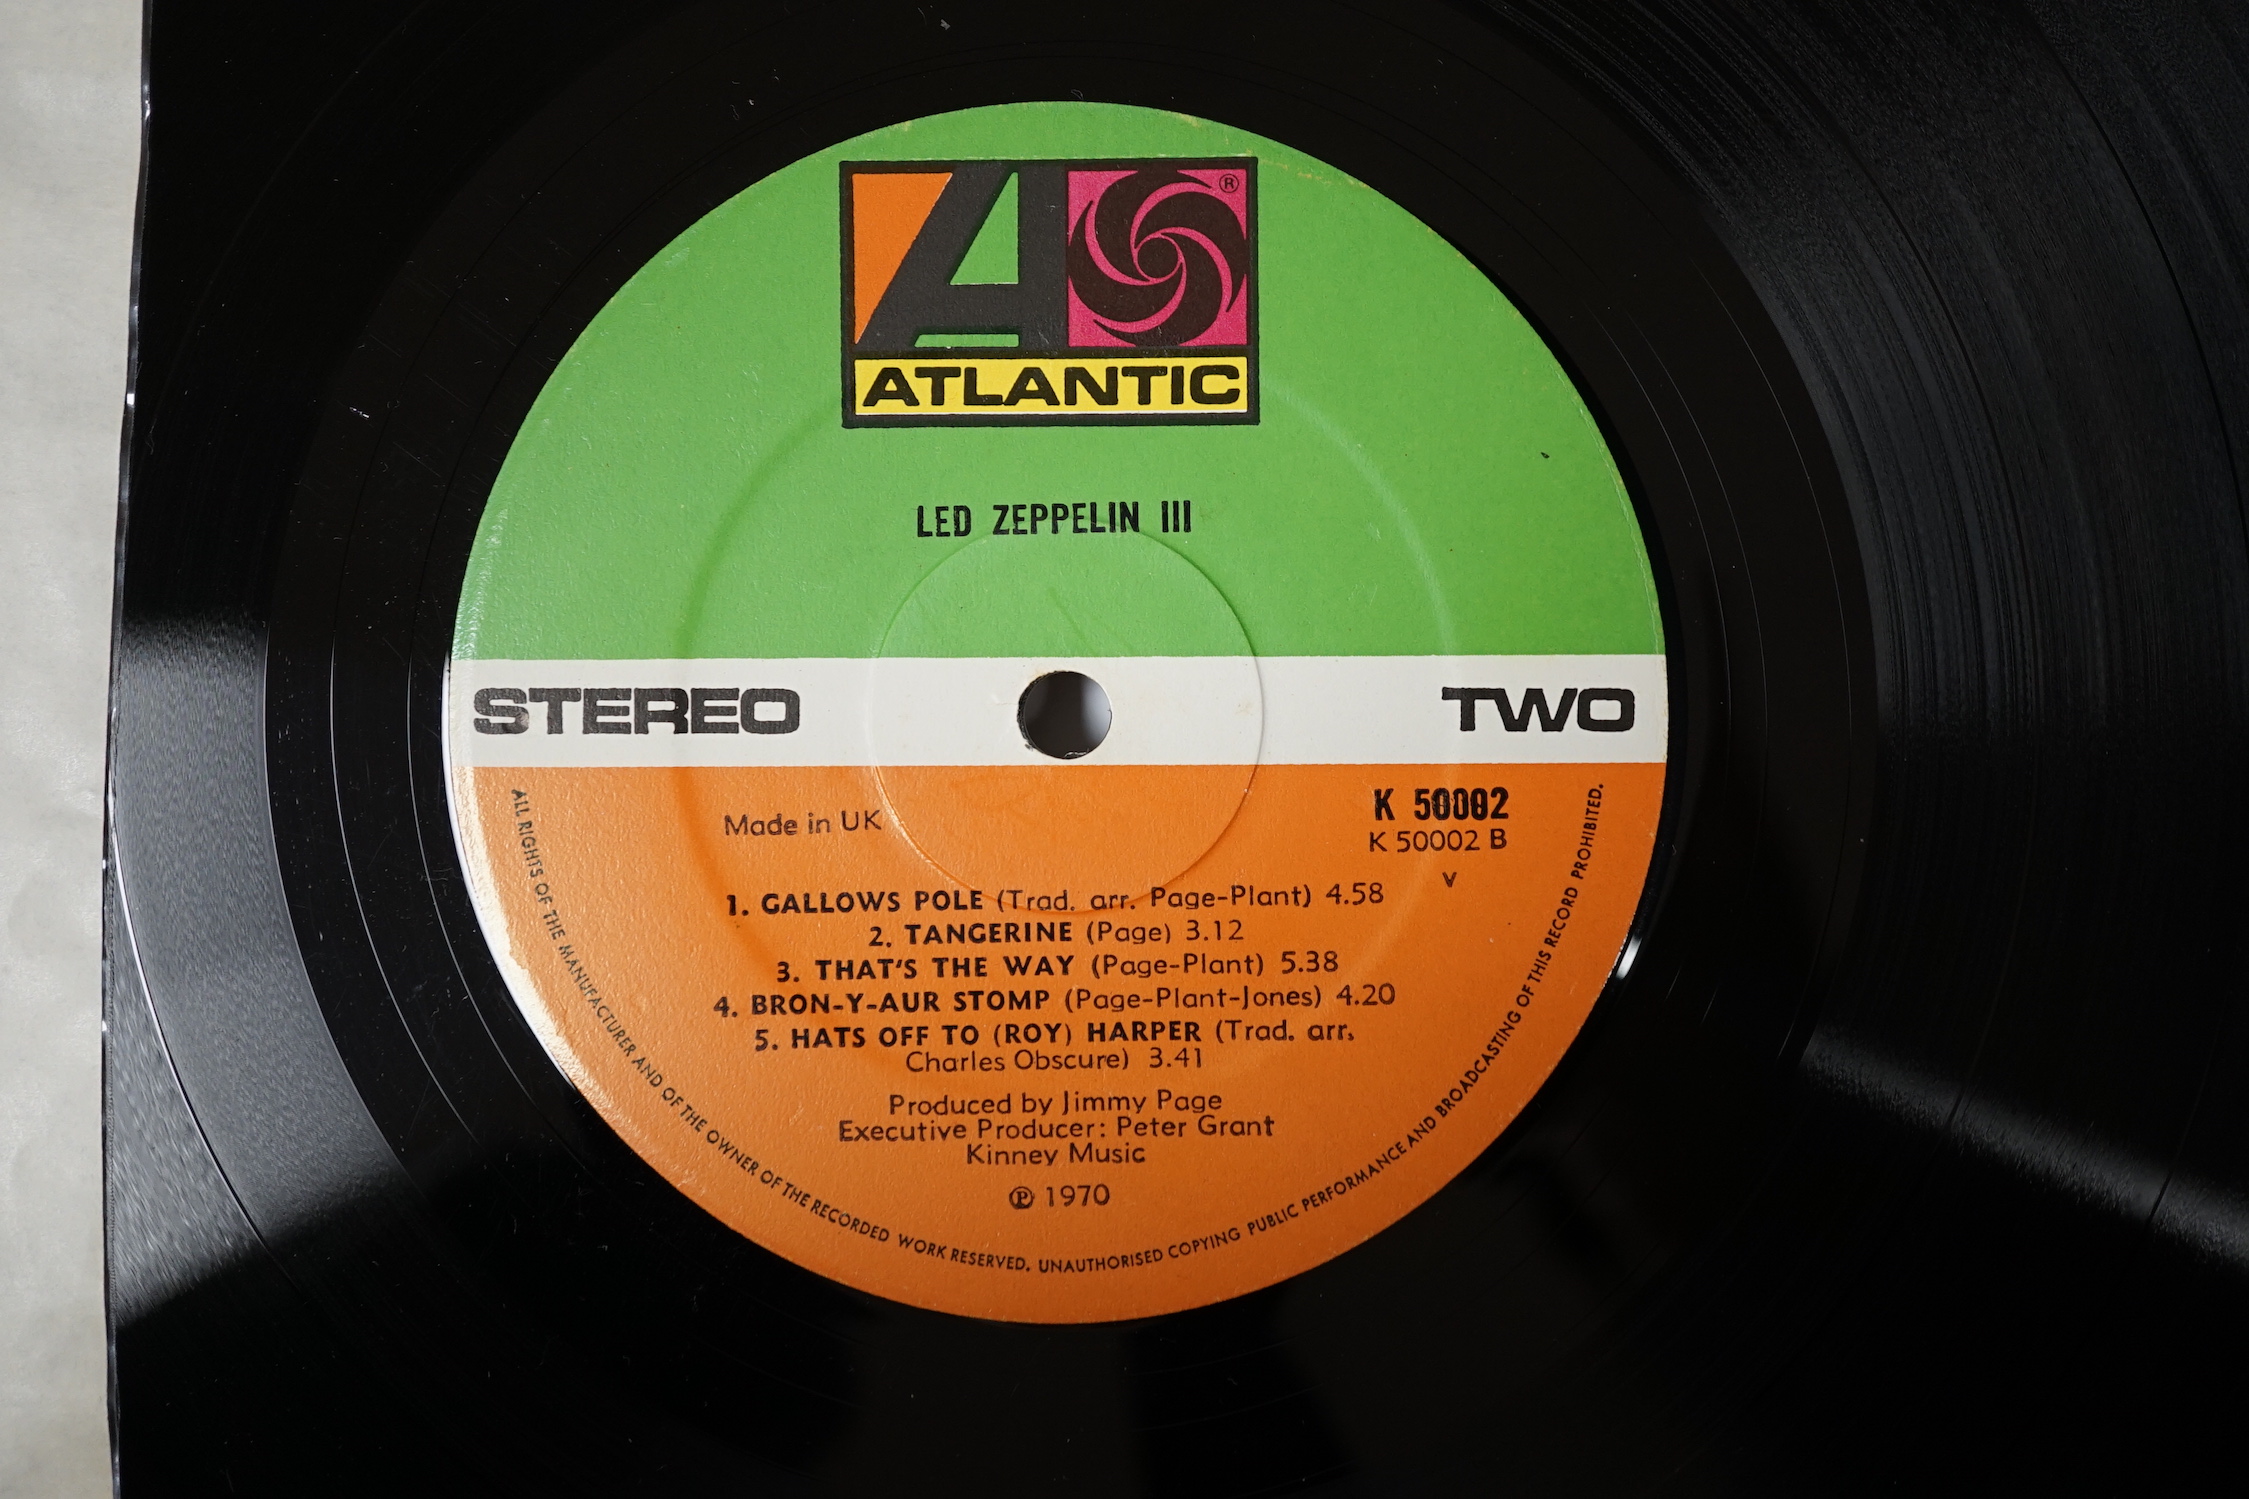 ®
ATLANTIC
LED ZEPPELIN III
STEREO
TWO
Made in UK
K 50002
K 50002 B
V
1. GALLOWS POLE (Trad. arr. Page-Plant) 4.58
2. TANGERINE (Page) 3.12
3. THAT'S THE WAY (Page-Plant) 5.38
4. BRON-Y-AUR STOMP (Page-Plant-Jones) 4.20
5. HATS OFF TO (ROY) HARPER (Trad. arr.
Charles Obscure) 3.41
Produced by Jimmy Page
Executive Producer: Peter Grant
Kinney Music
℗ 1970
ALL RIGHTS OF THE MANUFACTURER AND OF THE OWNER OF THE RECORDED WORK RESERVED. UNAUTHORISED COPYING PUBLIC PERFORMANCE AND BROADCASTING OF THIS RECORD PROHIBITED.